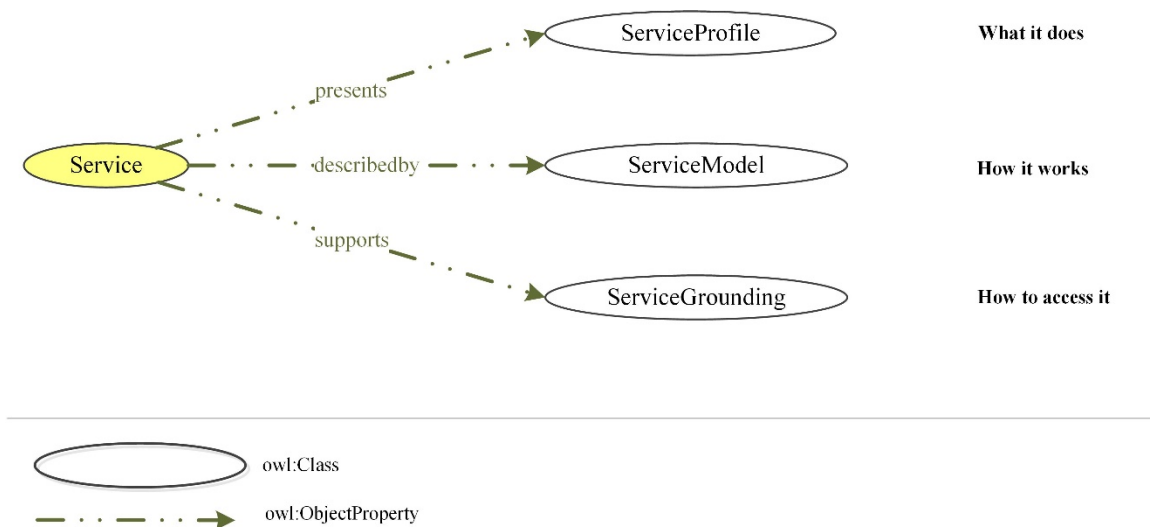 ServiceProfile
What it does
presents
Service
describedby
ServiceModel
How it works
supports
ServiceGrounding
How to access it
owl:Class
owl:ObjectProperty